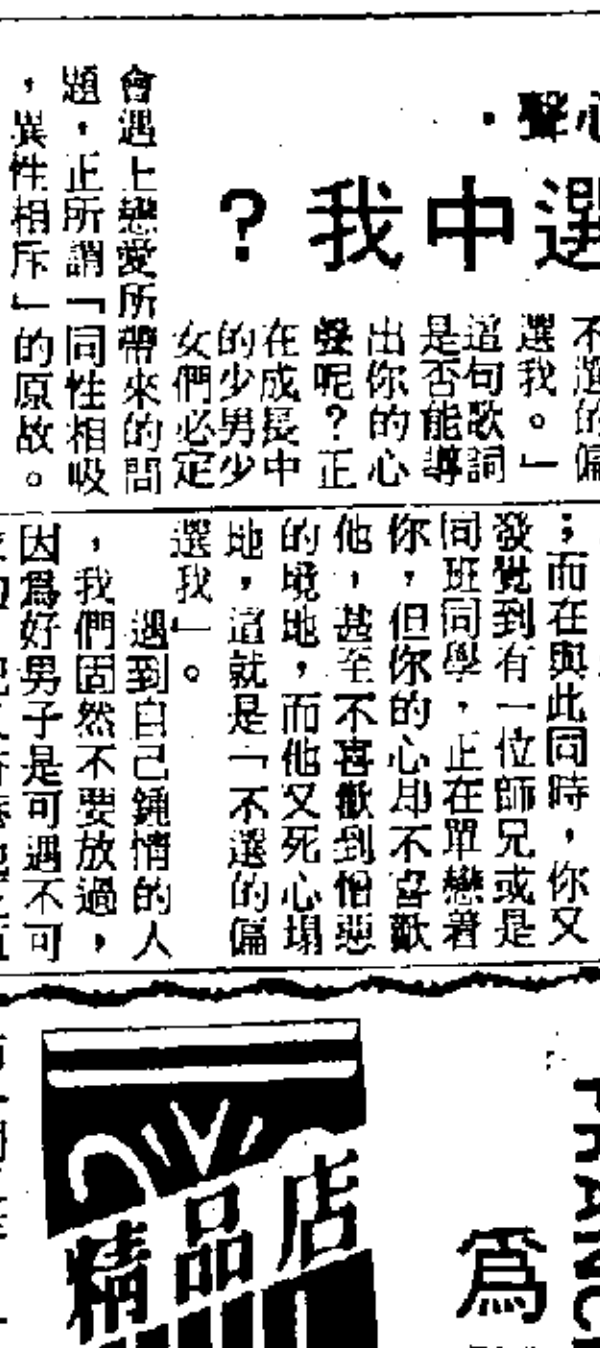 心聲・
選中我？
不選的偏
選我。」
這句歌詞
是否能導
出你的心
聲呢？正
在成長中
的少男少
女們必定
會遇上戀愛所帶來的問
題，正所謂「同性相吸
，異性相斥」的原故。
；而在與此同時，你又
發覺到有一位師兄或是
同班同學，正在單戀着
你，但你的心却不喜歡
他，甚至不喜歡到憎惡
的境地，而他又死心塌
地，這就是「不選的偏
選我」。
遇到自己鍾情的人
，我們固然不要放過，
因爲好男子是可遇不可
爲
精品店